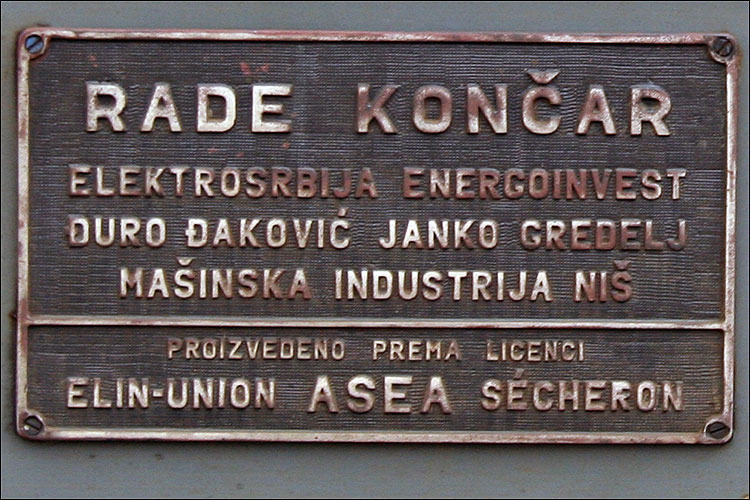 RADE KONČAR
ELEKTROSRBIJA ENERGOINVEST
ĐURO ĐAKOVIĆ JANKO GREDELJ
MAŠINSKA INDUSTRIJA NIŠ
PROIZVEDENO PREMA LICENCI
ELIN-UNION ASEA SÉCHERON